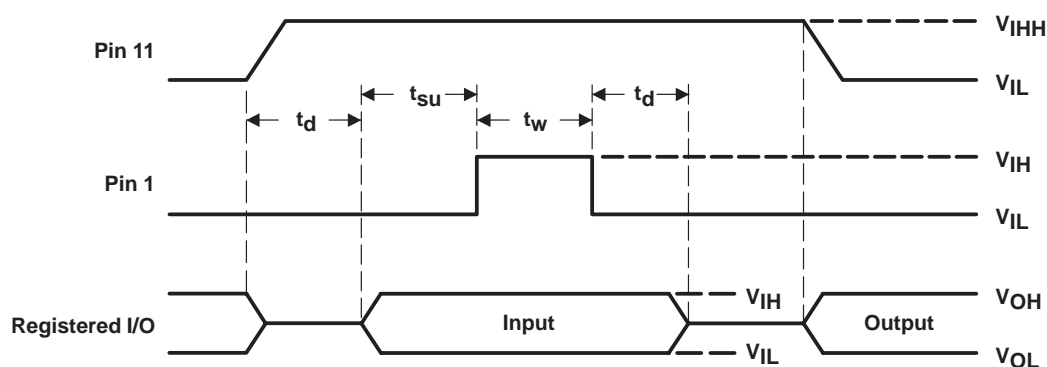 VIHH
Pin 11
VIL
tsu
td
td
tw
VIH
Pin 1
VIL
VIH
VOH
Registered I/O
Input
Output
VIL
VOL